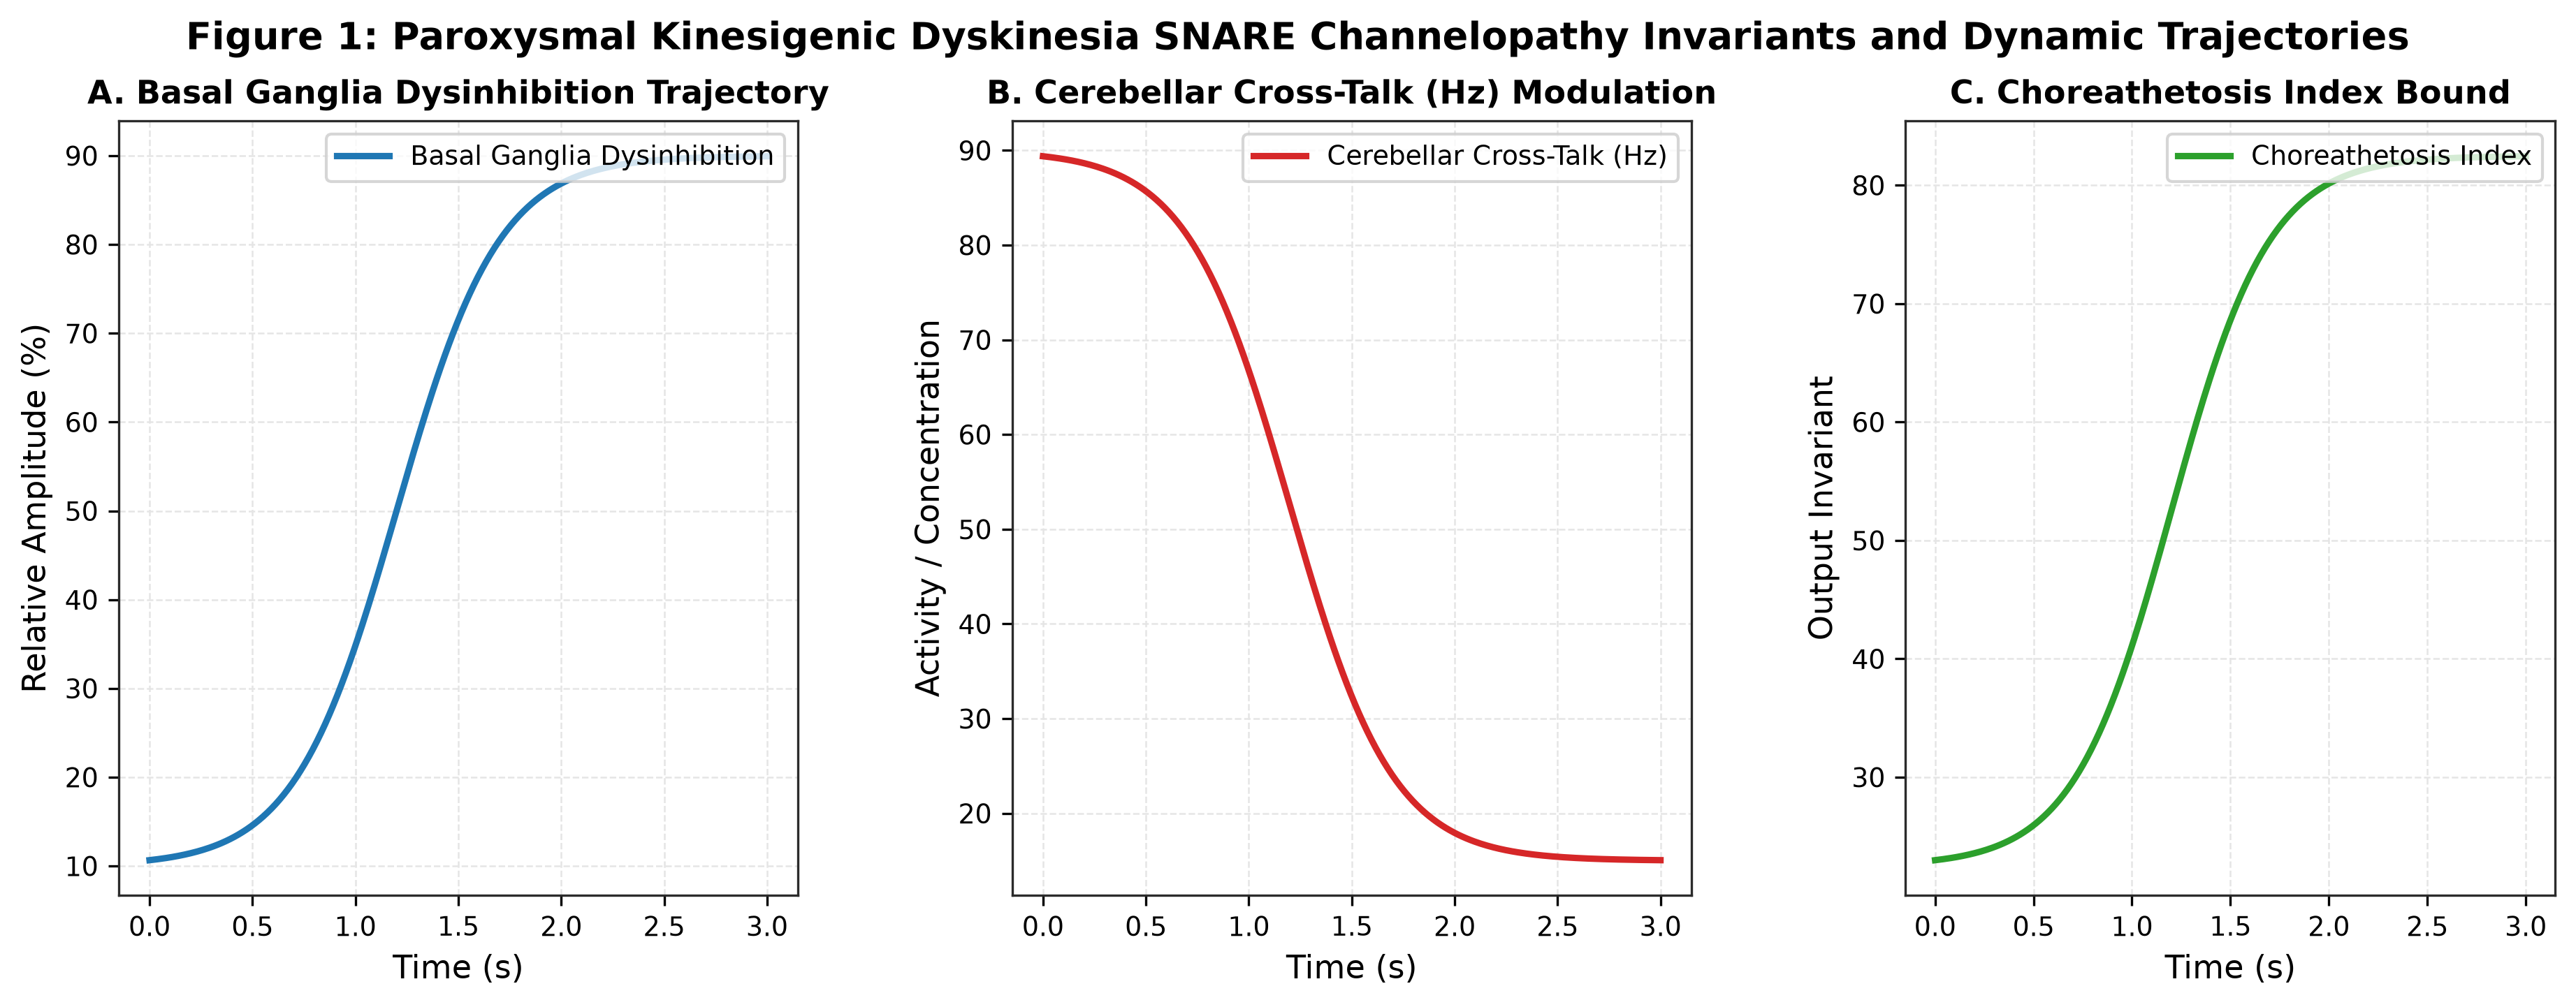 Figure 1: Paroxysmal Kinesigenic Dyskinesia SNARE Channelopathy Invariants and Dynamic Trajectories
A. Basal Ganglia Dysinhibition Trajectory
Relative Amplitude (%)
90
80
70
60
50
40
30
20
10
Basal Ganglia Dysinhibition
0.0 0.5 1.0 1.5 2.0 2.5 3.0
Time (s)
B. Cerebellar Cross-Talk (Hz) Modulation
Activity / Concentration
90
80
70
60
50
40
30
20
Cerebellar Cross-Talk (Hz)
0.0 0.5 1.0 1.5 2.0 2.5 3.0
Time (s)
C. Choreathetosis Index Bound
Output Invariant
80
70
60
50
40
30
Choreathetosis Index
0.0 0.5 1.0 1.5 2.0 2.5 3.0
Time (s)